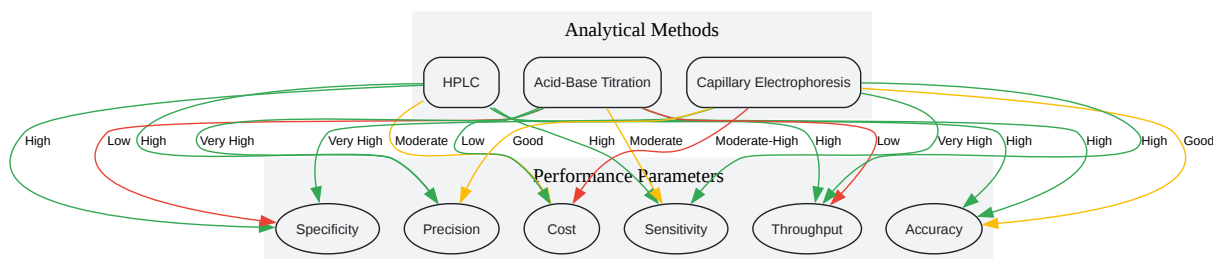 Analytical Methods
HPLC
Acid-Base Titration
Capillary Electrophoresis
High
Low
High
Very High
Very High
Moderate
Low
Good
High
Moderate
Moderate-High
High
Low
Very High
High
High
High
Good
Performance Parameters
Specificity
Precision
Cost
Sensitivity
Throughput
Accuracy